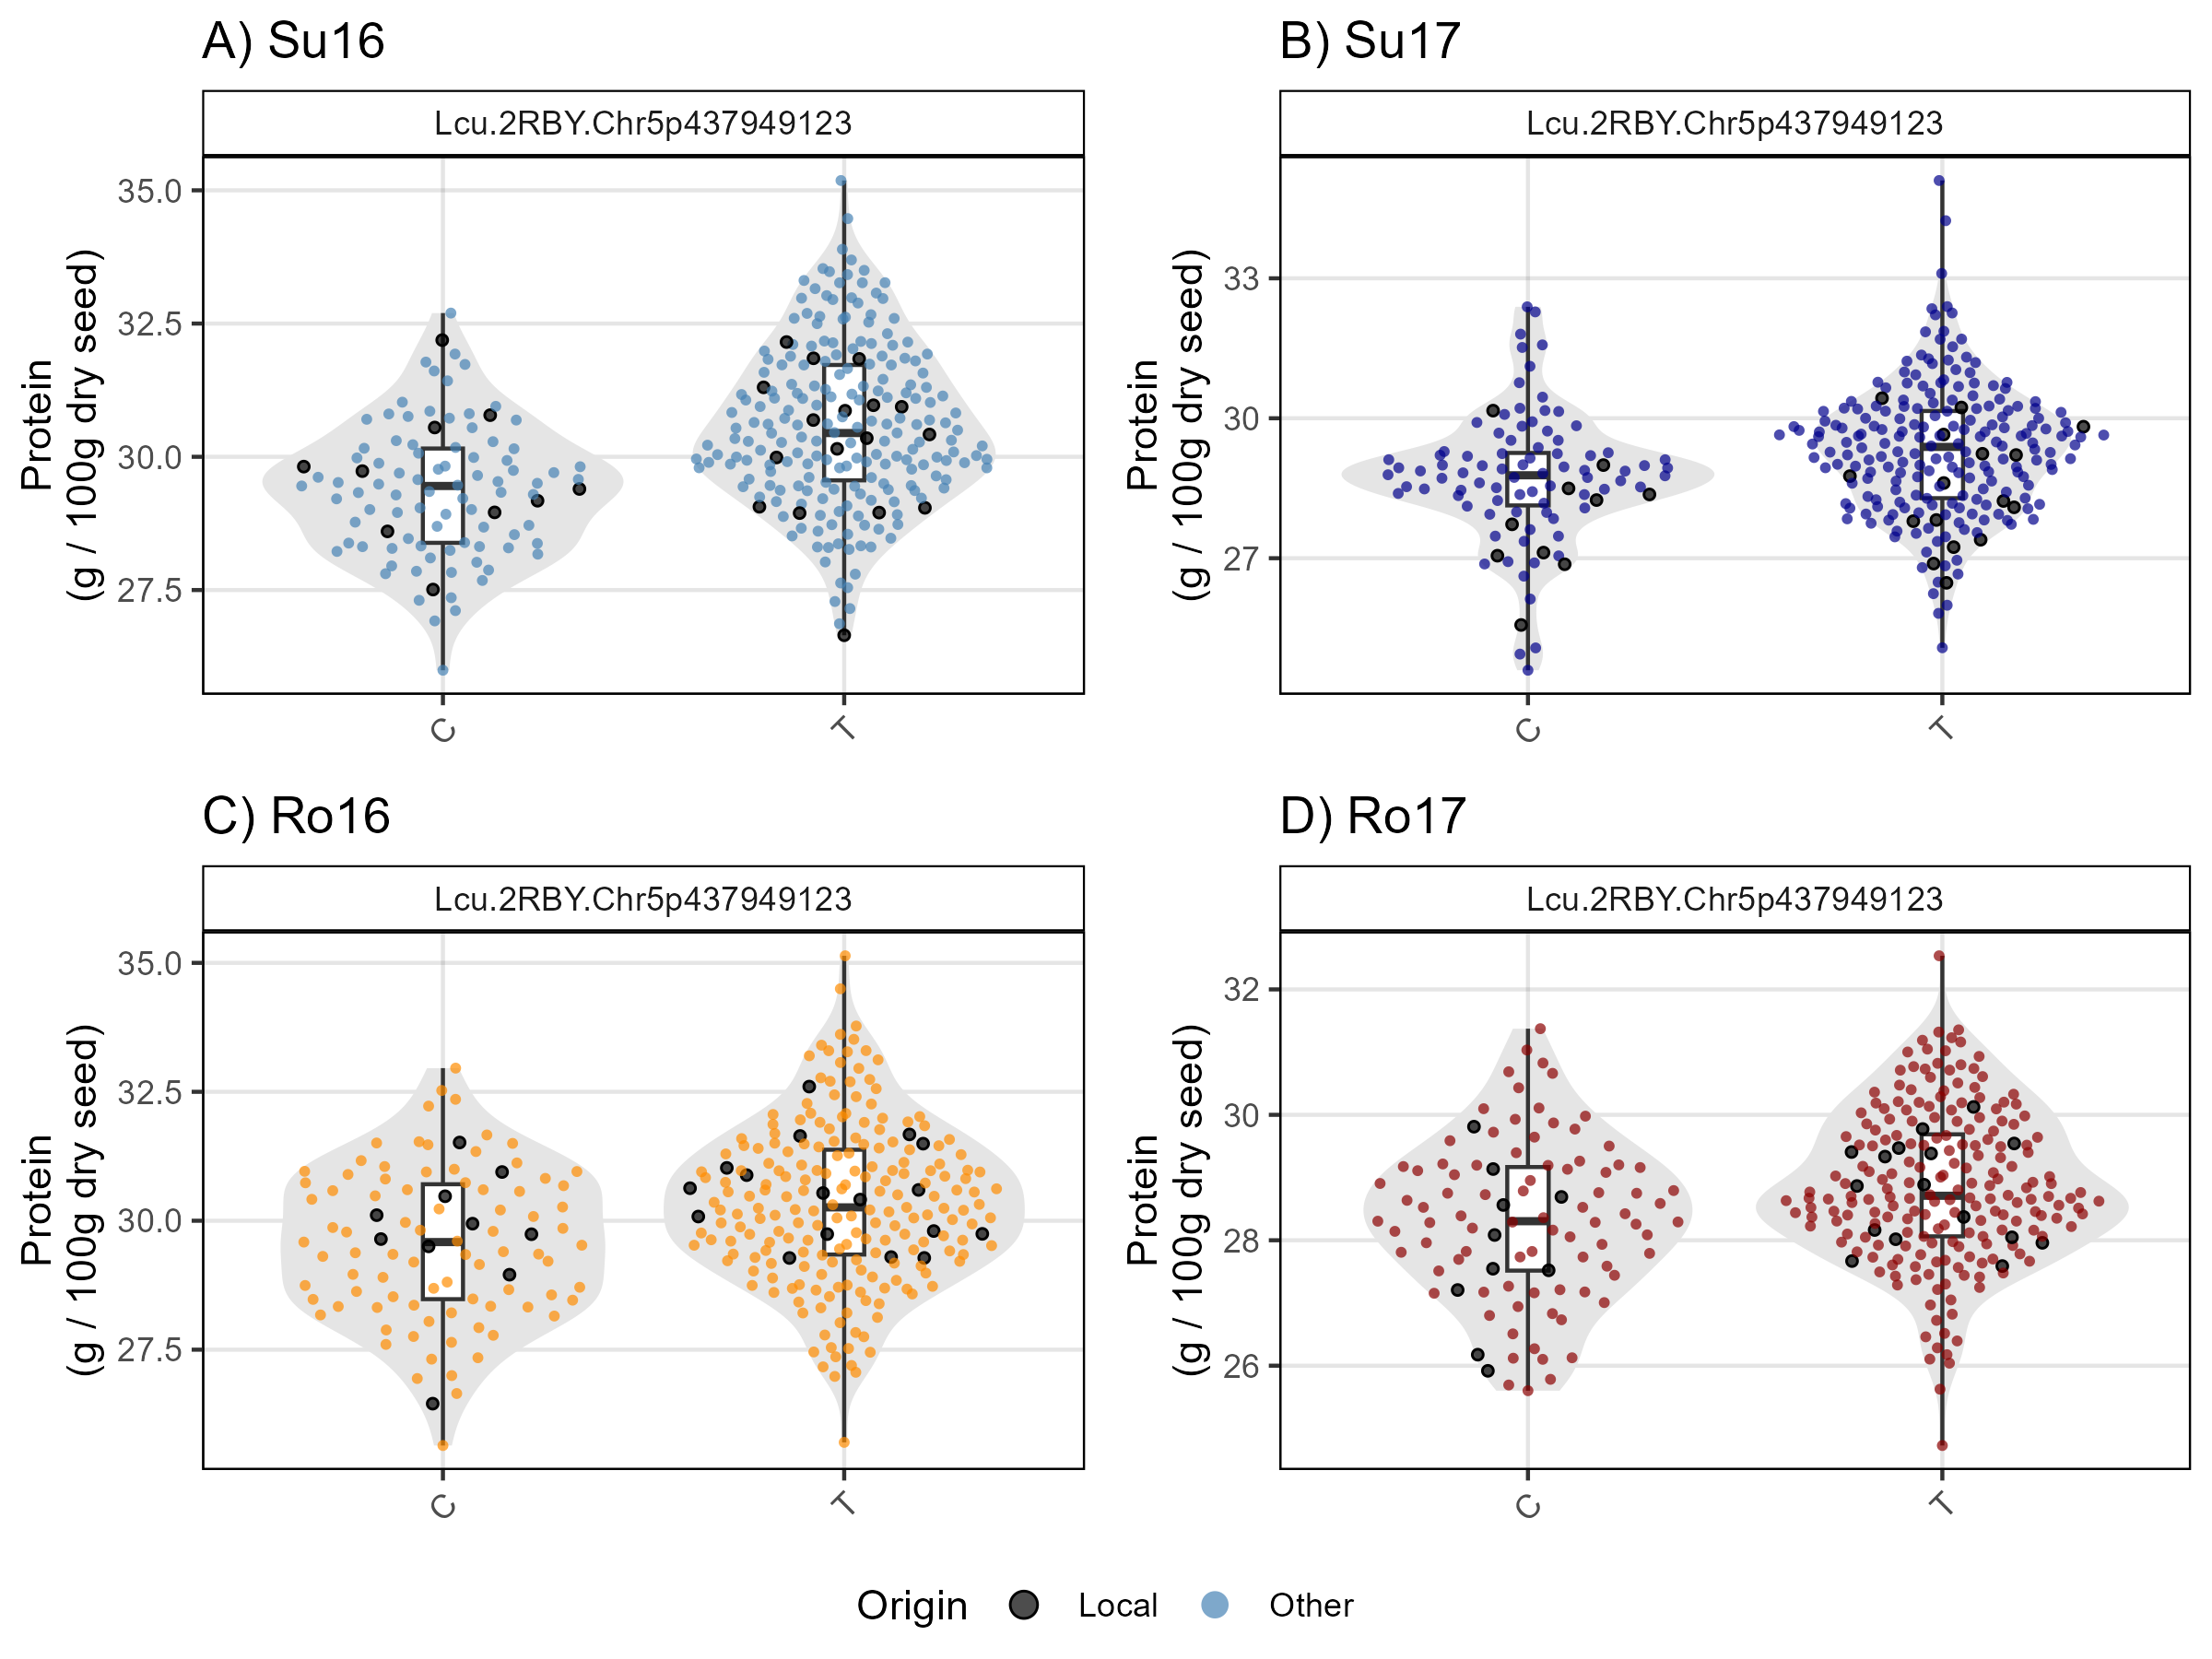 A) Su16
Lcu.2RBY.Chr5p437949123
Protein
(g / 100g dry seed)
35.0
32.5
30.0
27.5
C
T
B) Su17
Lcu.2RBY.Chr5p437949123
Protein
(g / 100g dry seed)
33
30
27
C
T
C) Ro16
Lcu.2RBY.Chr5p437949123
Protein
(g / 100g dry seed)
35.0
32.5
30.0
27.5
C
T
D) Ro17
Lcu.2RBY.Chr5p437949123
Protein
(g / 100g dry seed)
32
30
28
26
C
T
Origin Local Other